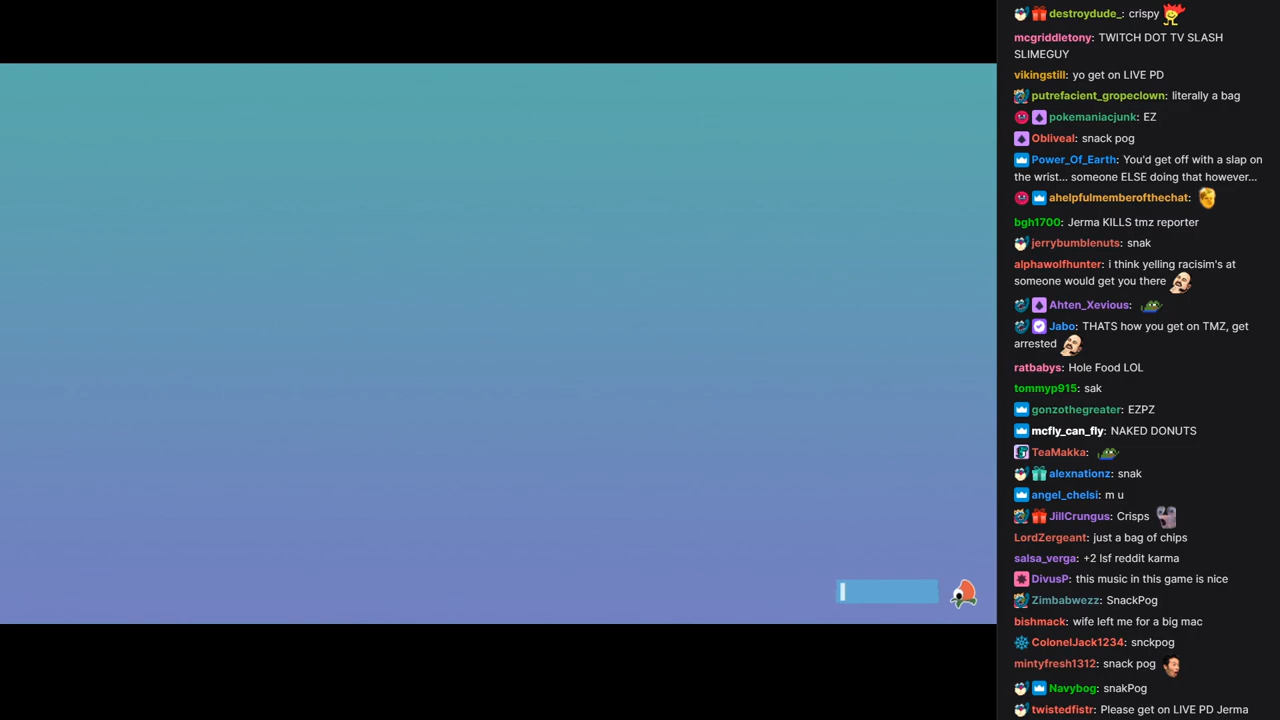 destroydude_: crispy
mcgriddletony: TWITCH DOT TV SLASH
SLIMEGUY
vikingstill: yo get on LIVE PD
putrefacient_gropeclown: literally a bag
pokemaniacjunk: EZ
Obliveal: snack pog
Power_Of_Earth: You'd get off with a slap on
the wrist... someone ELSE doing that however...
ahelpfulmemberofthechat:
bgh1700: Jerma KILLS tmz reporter
jerrybumblenuts: snak
alphawolfhunter: i think yelling racisim's at
someone would get you there
Ahten_Xevious:
Jabo: THATS how you get on TMZ, get
arrested
ratbabys: Hole Food LOL
tommyp915: sak
gonzothegreater: EZPZ
mcfly_can_fly: NAKED DONUTS
TeaMakka:
alexnationz: snak
angel_chelsi: m u
JillCrungus: Crisps
LordZergeant: just a bag of chips
salsa_verga: +2 lsf reddit karma
DivusP: this music in this game is nice
Zimbabwezz: SnackPog
bishmack: wife left me for a big mac
ColonelJack1234: snckpog
mintyfresh1312: snack pog
Navybog: snakPog
twistedfistr: Please get on LIVE PD Jerma